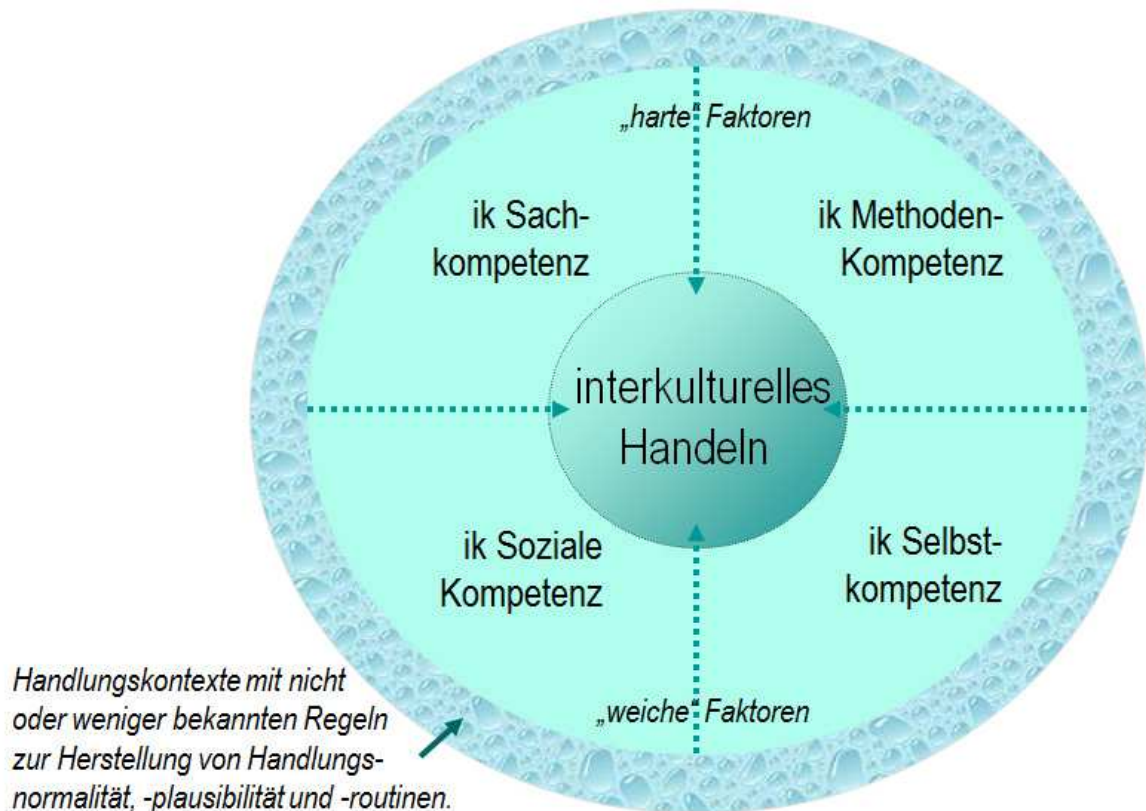 „harte“ Faktoren
ik Sach-
kompetenz
ik Methoden-
Kompetenz
interkulturelles
Handeln
ik Soziale
Kompetenz
ik Selbst-
kompetenz
„weiche“ Faktoren
Handlungskontexte mit nicht
oder weniger bekannten Regeln
zur Herstellung von Handlungs-
normalität, -plausibilität und -routinen.